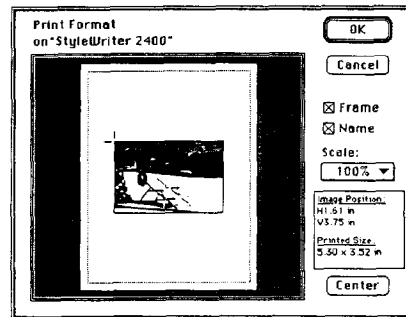 Print Format
on "StyleWriter 2400"
OK
Cancel
Frame
Name
Scale:
100%
Image Position:
H1.61 in
V3.75 in
Printed Size:
5.30 x 3.52 in
Center